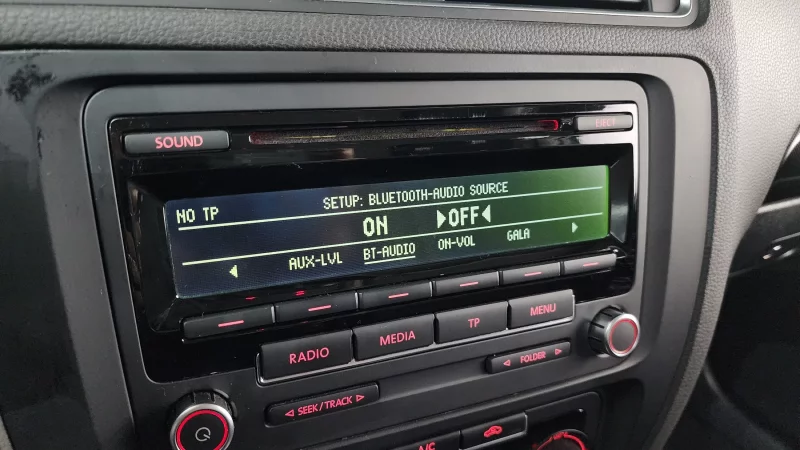 SOUND
EJECT
NO TP
SETUP: BLUETOOTH-AUDIO SOURCE
ON OFF
AUX-LVL BT-AUDIO ON-VOL GALA
RADIO MEDIA TP MENU
SEEK/TRACK
FOLDER
A/C